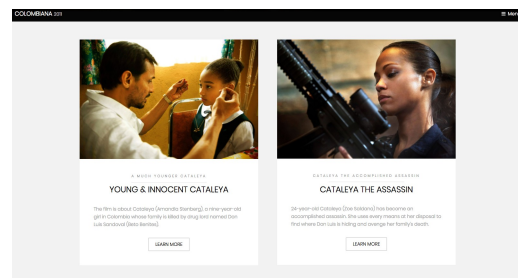 COLOMBIANA 2011
≡ Menu
A MUCH YOUNGER CATALEYA
YOUNG & INNOCENT CATALEYA
The film is about Cataleya (Amandla Stenberg), a nine-year-old
girl in Colombia whose family is killed by drug lord named Don
Luis Sandoval (Beto Benites).
LEARN MORE
CATALEYA THE ACCOMPLISHED ASSASSIN
CATALEYA THE ASSASSIN
24-year-old Cataleya (Zoe Saldana) has become an
accomplished assassin. She uses every means at her disposal to
find where Don Luis is hiding and avenge her family's death.
LEARN MORE